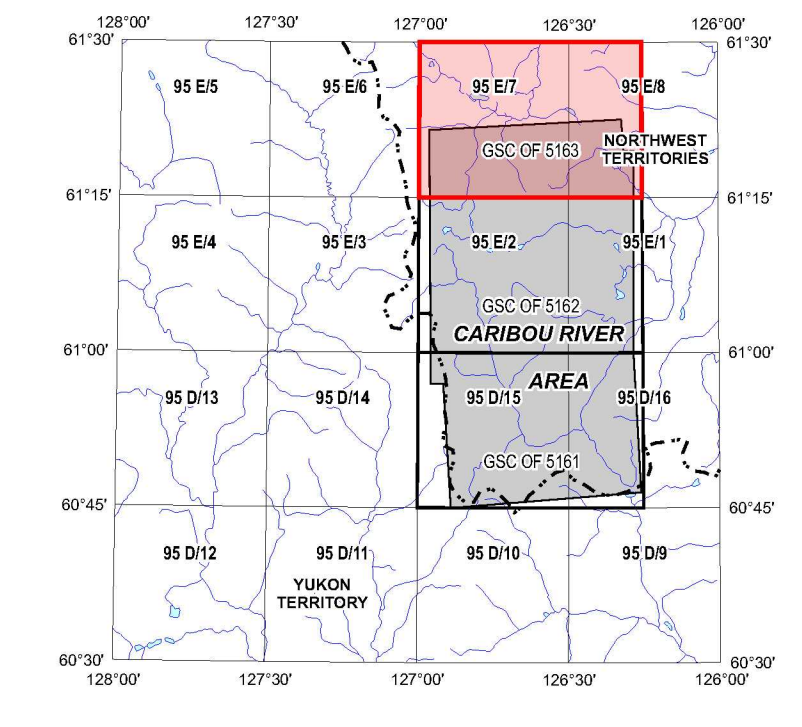 128°00' 127°30' 127°00' 126°30' 126°00'
61°30' 61°30'
95 E/5 95 E/6 95 E/7 95 E/8
GSC OF 5163
NORTHWEST
TERRITORIES
61°15' 61°15'
95 E/4 95 E/3 95 E/2 95 E/1
GSC OF 5162
CARIBOU RIVER
61°00' 61°00'
AREA
95 D/13 95 D/14 95 D/15 95 D/16
GSC OF 5161
60°45' 60°45'
95 D/12 95 D/11 95 D/10 95 D/9
YUKON
TERRITORY
60°30' 60°30'
128°00' 127°30' 127°00' 126°30' 126°00'